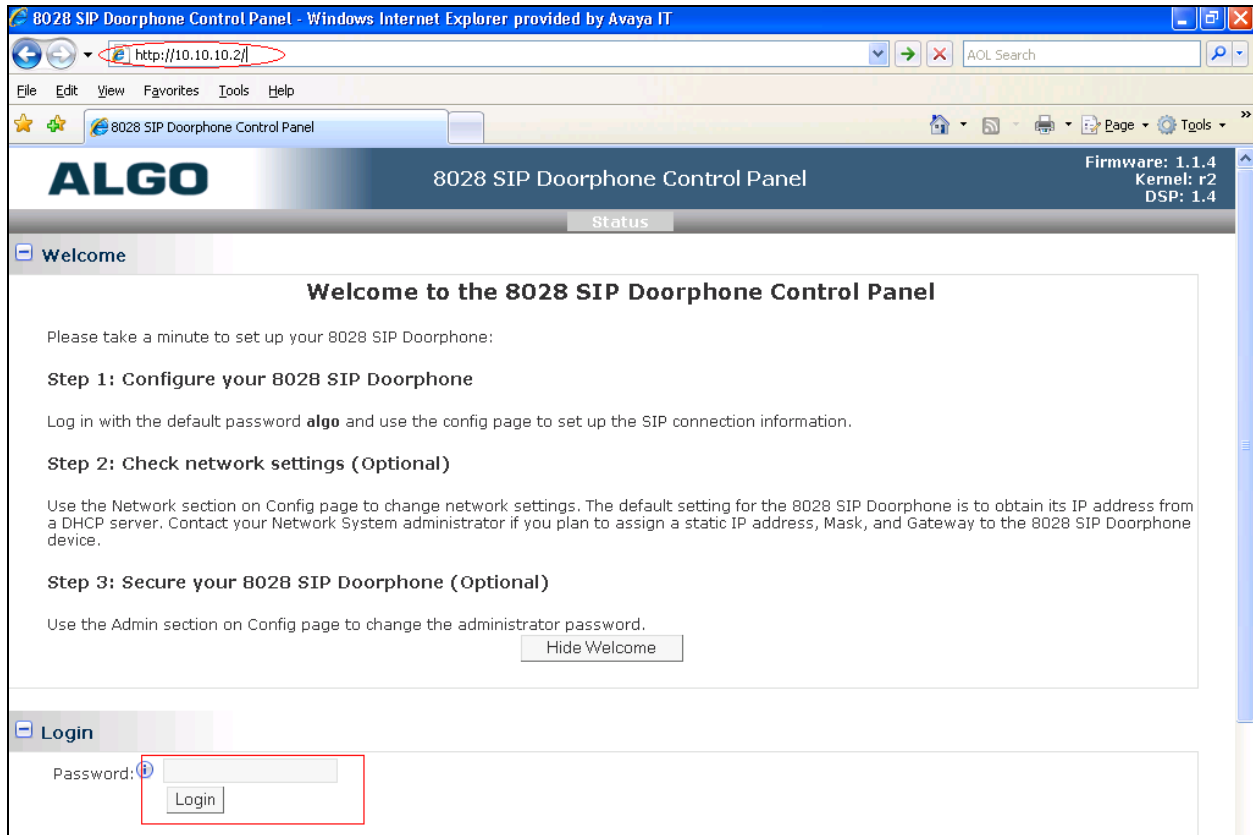 8028 SIP Doorphone Control Panel - Windows Internet Explorer provided by Avaya IT
http://10.10.10.2/
AOL Search
File Edit View Favorites Tools Help
8028 SIP Doorphone Control Panel
Page Tools
ALGO
8028 SIP Doorphone Control Panel
Firmware: 1.1.4
Kernel: r2
DSP: 1.4
Status
Welcome
Welcome to the 8028 SIP Doorphone Control Panel
Please take a minute to set up your 8028 SIP Doorphone:
Step 1: Configure your 8028 SIP Doorphone
Log in with the default password algo and use the config page to set up the SIP connection information.
Step 2: Check network settings (Optional)
Use the Network section on Config page to change network settings. The default setting for the 8028 SIP Doorphone is to obtain its IP address from
a DHCP server. Contact your Network System administrator if you plan to assign a static IP address, Mask, and Gateway to the 8028 SIP Doorphone
device.
Step 3: Secure your 8028 SIP Doorphone (Optional)
Use the Admin section on Config page to change the administrator password.
Hide Welcome
Login
Password:
Login